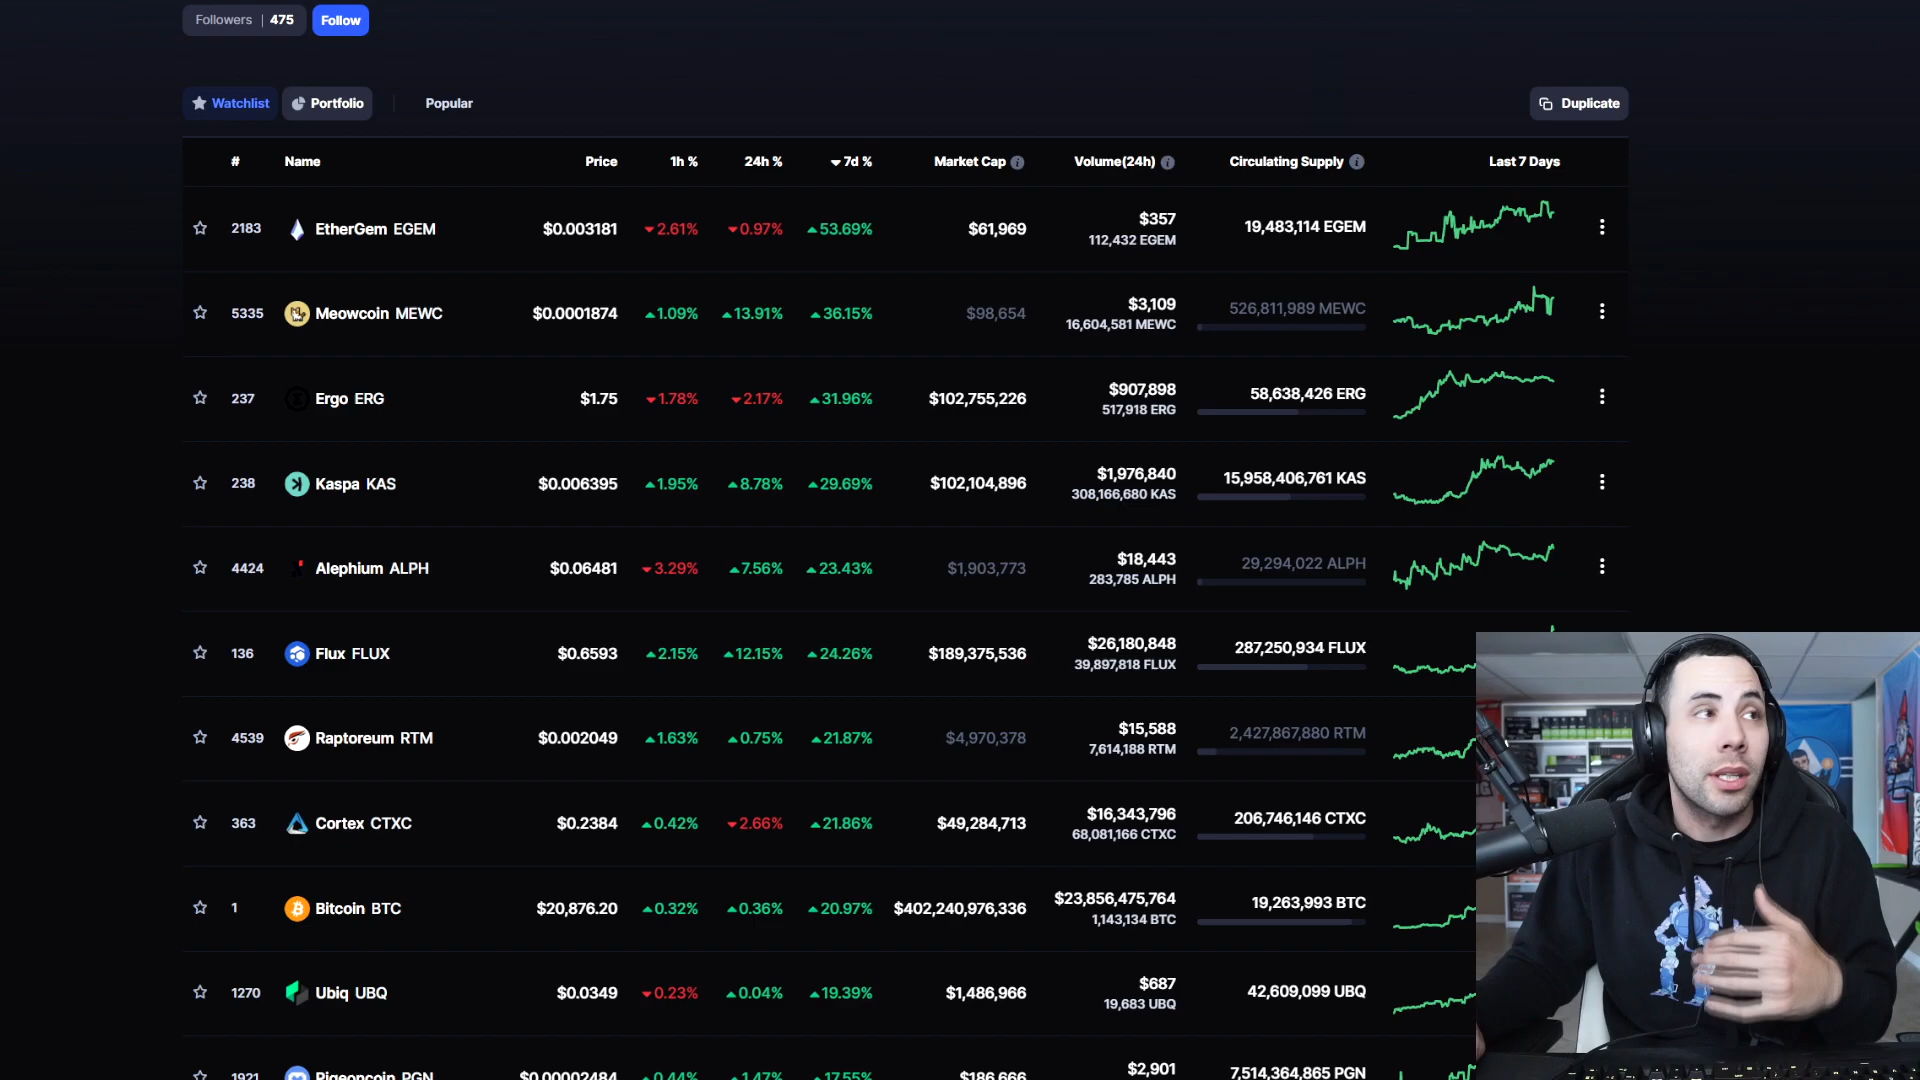 Followers | 475 Follow
Watchlist Portfolio Popular Duplicate
# Name Price 1h % 24h % 7d % Market Cap Volume(24h) Circulating Supply Last 7 Days
2183 EtherGem EGEM $0.003181 2.61% 0.97% 53.69% $61,969 $357 19,483,114 EGEM
112,432 EGEM
5335 Meowcoin MEWC $0.0001874 1.09% 13.91% 36.15% $98,654 $3,109 526,811,989 MEWC
16,604,581 MEWC
237 Ergo ERG $1.75 1.78% 2.17% 31.96% $102,755,226 $907,898 58,638,426 ERG
517,918 ERG
238 Kaspa KAS $0.006395 1.95% 8.78% 29.69% $102,104,896 $1,976,840 15,958,406,761 KAS
308,166,680 KAS
4424 Alephium ALPH $0.06481 3.29% 7.56% 23.43% $1,903,773 $18,443 29,294,022 ALPH
283,785 ALPH
136 Flux FLUX $0.6593 2.15% 12.15% 24.26% $189,375,536 $26,180,848 287,250,934 FLUX
39,897,818 FLUX
4539 Raptoreum RTM $0.002049 1.63% 0.75% 21.87% $4,970,378 $15,588 2,427,867,880 RTM
7,614,188 RTM
363 Cortex CTXC $0.2384 0.42% 2.66% 21.86% $49,284,713 $16,343,796 206,746,146 CTXC
68,081,166 CTXC
1 Bitcoin BTC $20,876.20 0.32% 0.36% 20.97% $402,240,976,336 $23,856,475,764 19,263,993 BTC
1,143,134 BTC
1270 Ubiq UBQ $0.0349 0.23% 0.04% 19.39% $1,486,966 $687 42,609,099 UBQ
19,683 UBQ
1921 Pigeoncoin PGN $0.00002484 0.44% 1.47% 17.55% $186,666 $2,901 7,514,364,865 PGN